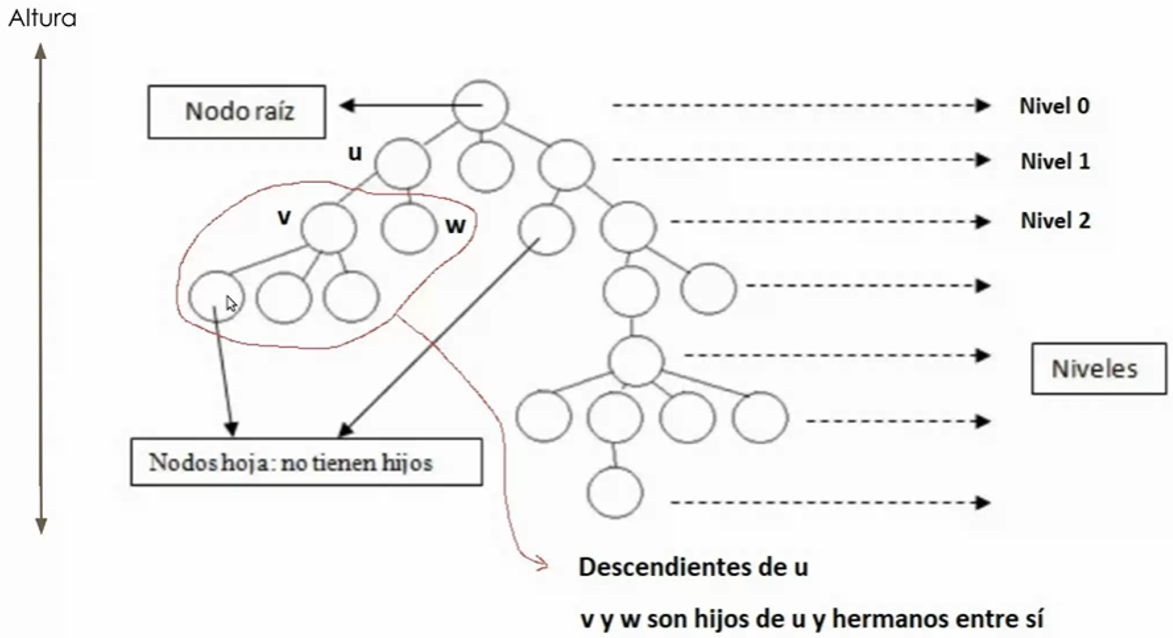 Altura
Nodo raíz
Nivel 0
u
Nivel 1
v
w
Nivel 2
Niveles
Nodos hoja: no tienen hijos
Descendientes de u
v y w son hijos de u y hermanos entre sí